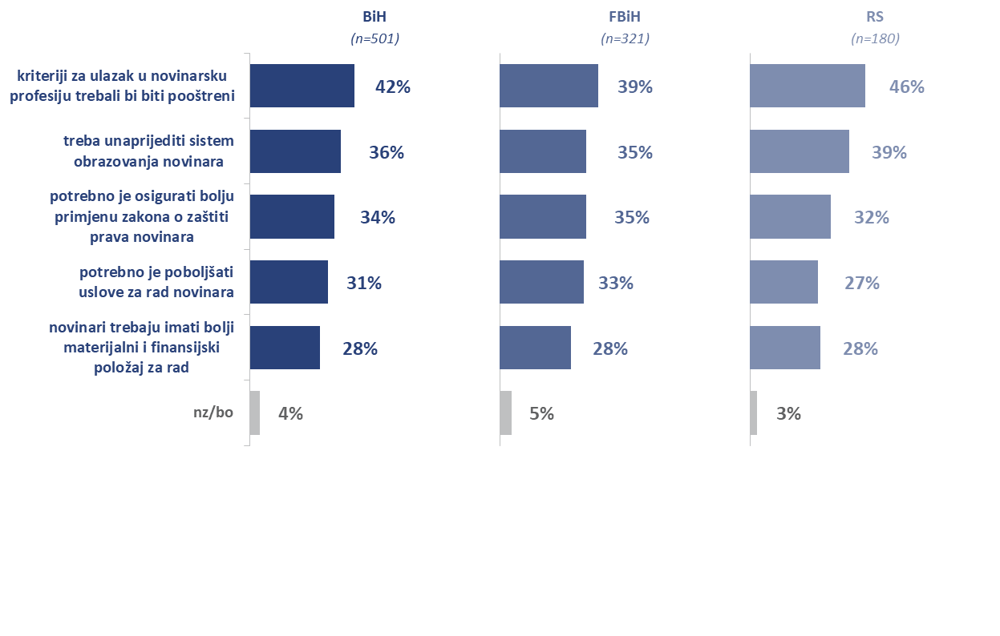 BiH
(n=501)
FBiH
(n=321)
RS
(n=180)
kriteriji za ulazak u novinarsku
profesiju trebali bi biti pooštreni
42%
39%
46%
treba unaprijediti sistem
obrazovanja novinara
36%
35%
39%
potrebno je osigurati bolju
primjenu zakona o zaštiti
prava novinara
34%
35%
32%
potrebno je poboljšati
uslove za rad novinara
31%
33%
27%
novinari trebaju imati bolji
materijalni i finansijski
položaj za rad
28%
28%
28%
nz/bo
4%
5%
3%